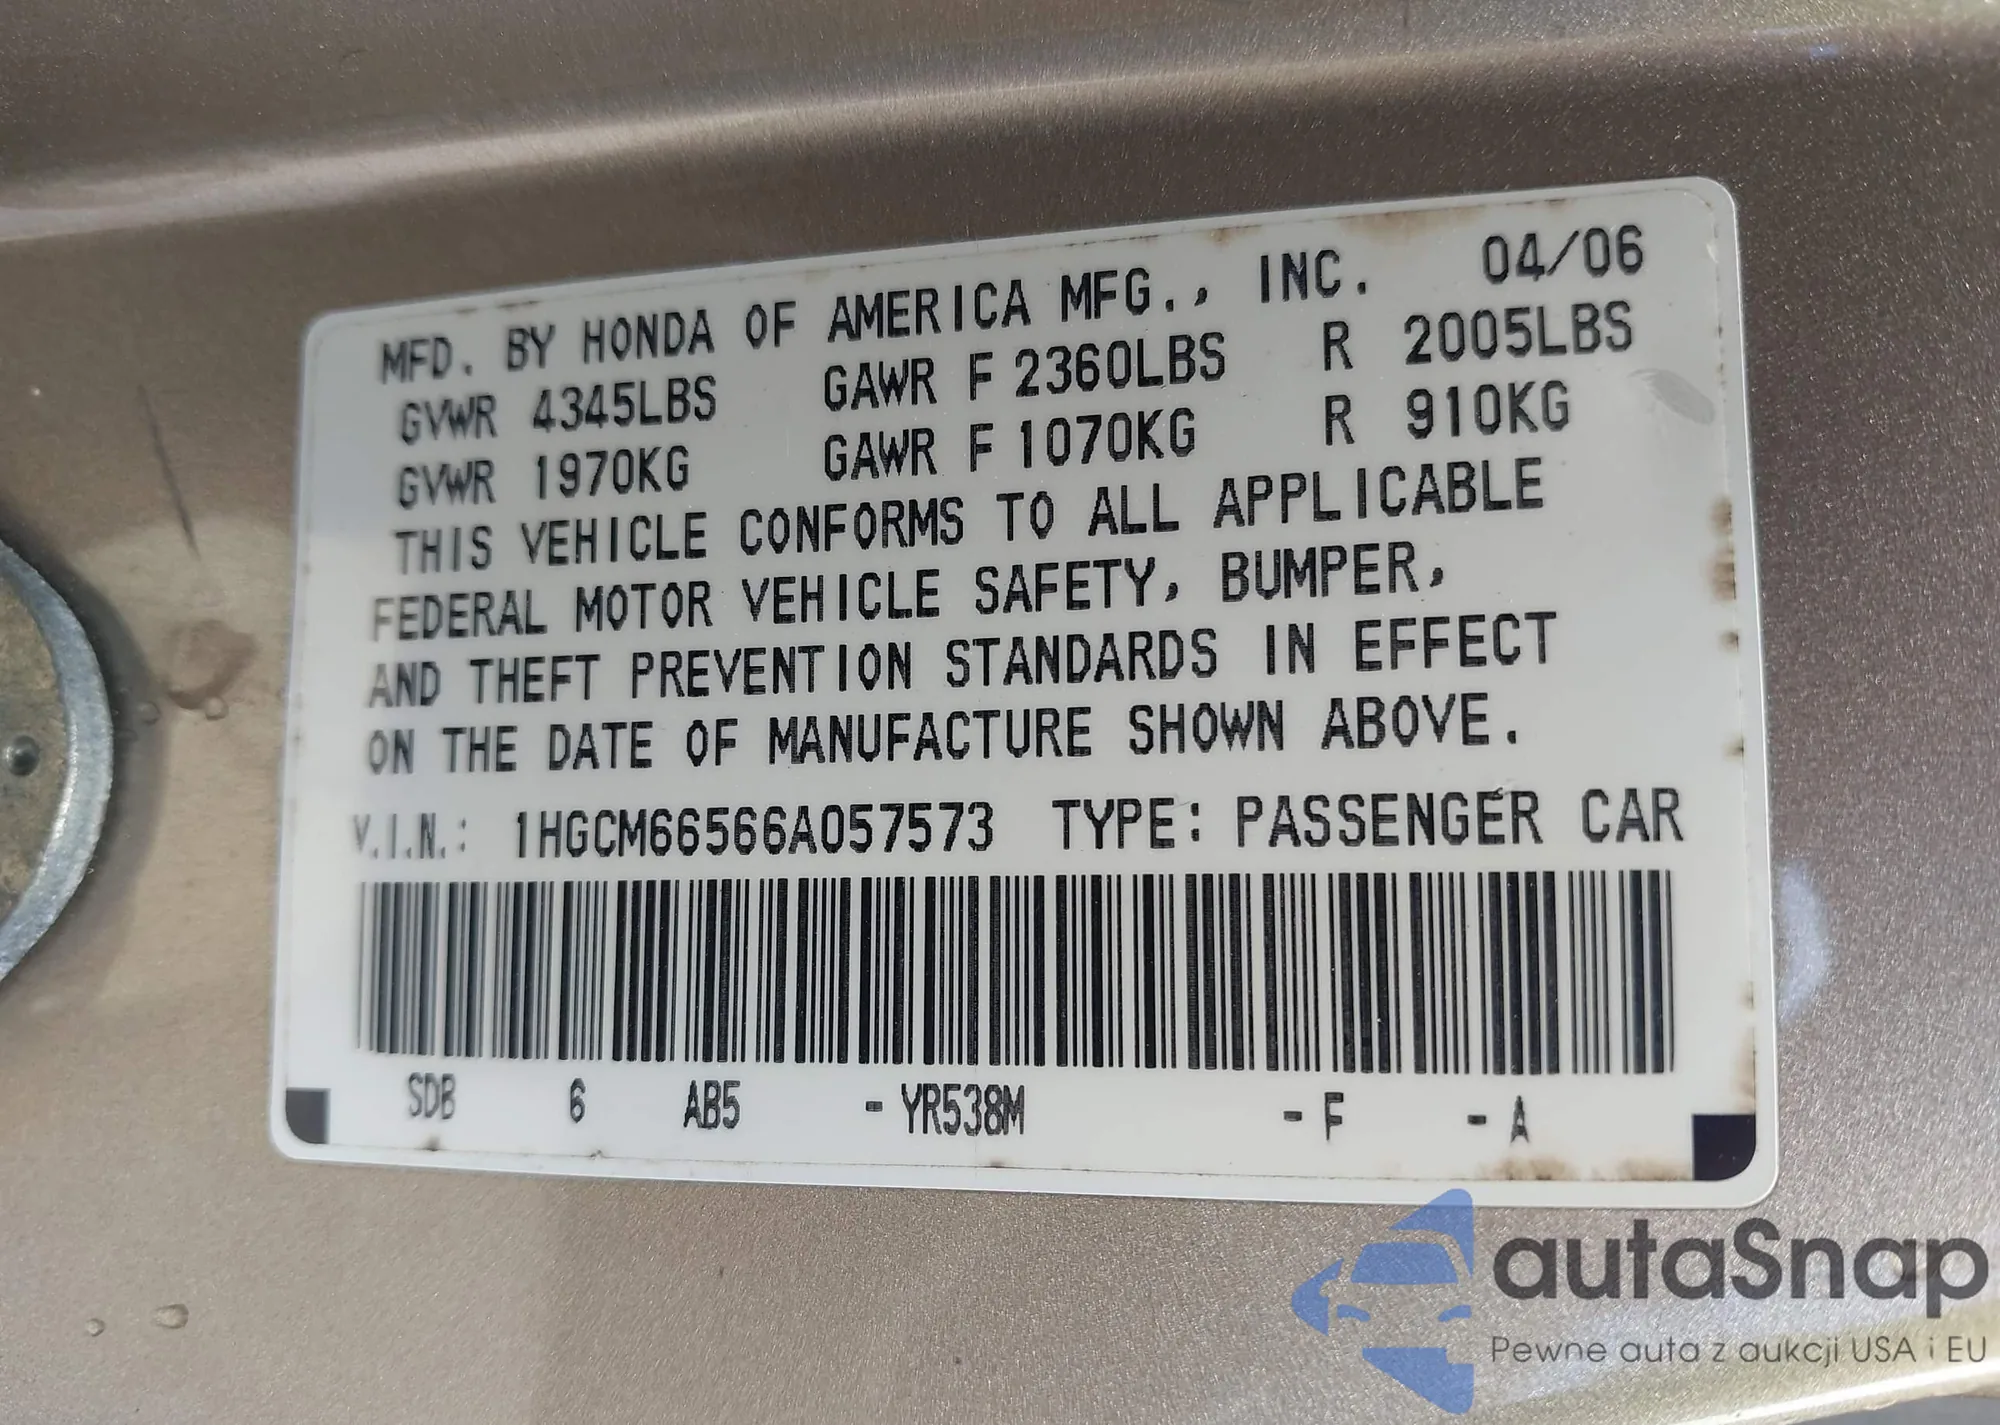 MFD. BY HONDA OF AMERICA MFG., INC. 04/06
GVWR 4345LBS GAWR F 2360LBS R 2005LBS
GVWR 1970KG GAWR F 1070KG R 910KG
THIS VEHICLE CONFORMS TO ALL APPLICABLE
FEDERAL MOTOR VEHICLE SAFETY, BUMPER,
AND THEFT PREVENTION STANDARDS IN EFFECT
ON THE DATE OF MANUFACTURE SHOWN ABOVE.
V.I.N.: 1HGCM66566A057573 TYPE: PASSENGER CAR
SDB 6 AB5 - YR538M - F - A
autaSnap
Pewne auta z aukcji USA i EU